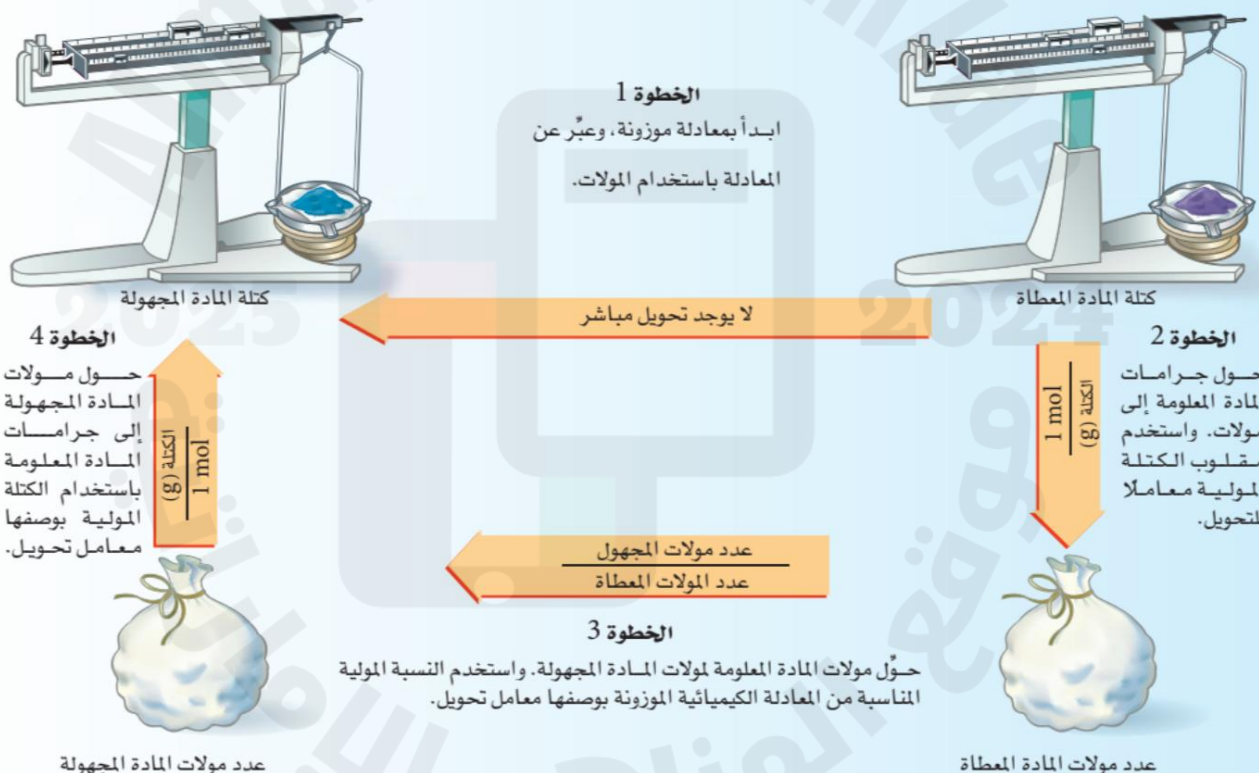 الخطوة 1
ابدأ بمعادلة موزونة، وعبِّر عن
المعادلة باستخدام المولات.
كتلة المادة المعطاة
كتلة المادة المجهولة
لا يوجد تحويل مباشر
2024
2025
الخطوة 2
حول جرامات
المادة المعلومة إلى
مولات. واستخدم
مقلوب الكتلة
المولية معاملًا
للتحويل.
1 mol
الكتلة (g)
عدد مولات المجهول
عدد المولات المعطاة
الخطوة 3
حوِّل مولات المادة المعلومة لمولات المادة المجهولة. واستخدم النسبة المولية
المناسبة من المعادلة الكيميائية الموزونة بوصفها معامل تحويل.
الخطوة 4
حول مولات
المادة المجهولة
إلى جرامات
المادة المعلومة
باستخدام الكتلة
المولية بوصفها
معامل تحويل.
الكتلة (g)
1 mol
عدد مولات المادة المعطاة
عدد مولات المادة المجهولة